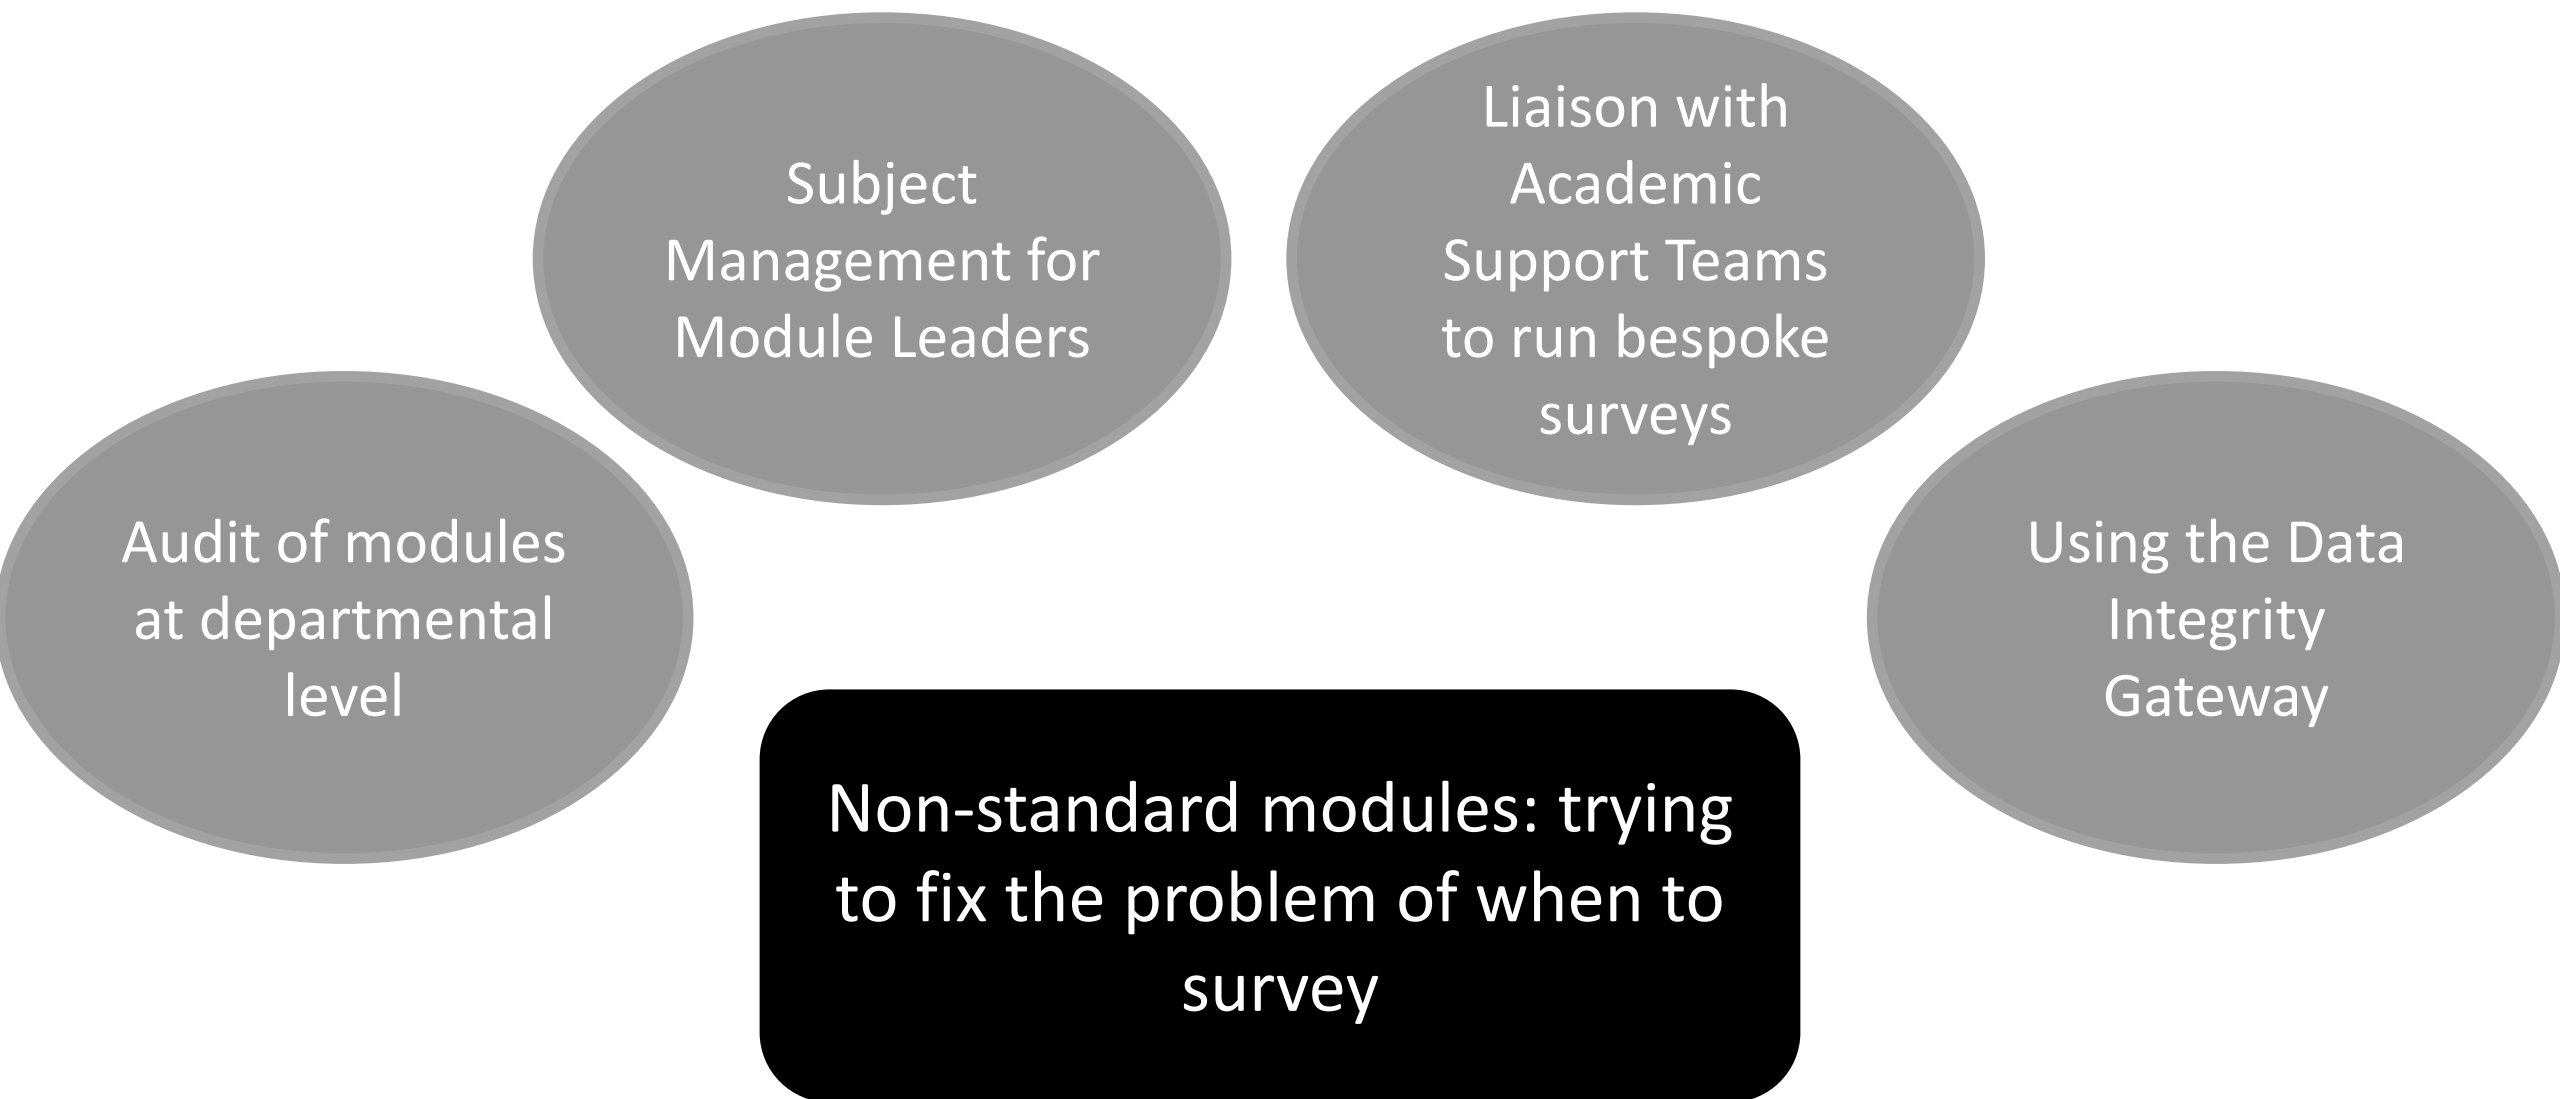 Subject
Management for
Module Leaders
Liaison with
Academic
Support Teams
to run bespoke
surveys
Audit of modules
at departmental
level
Using the Data
Integrity
Gateway
Non-standard modules: trying
to fix the problem of when to
survey